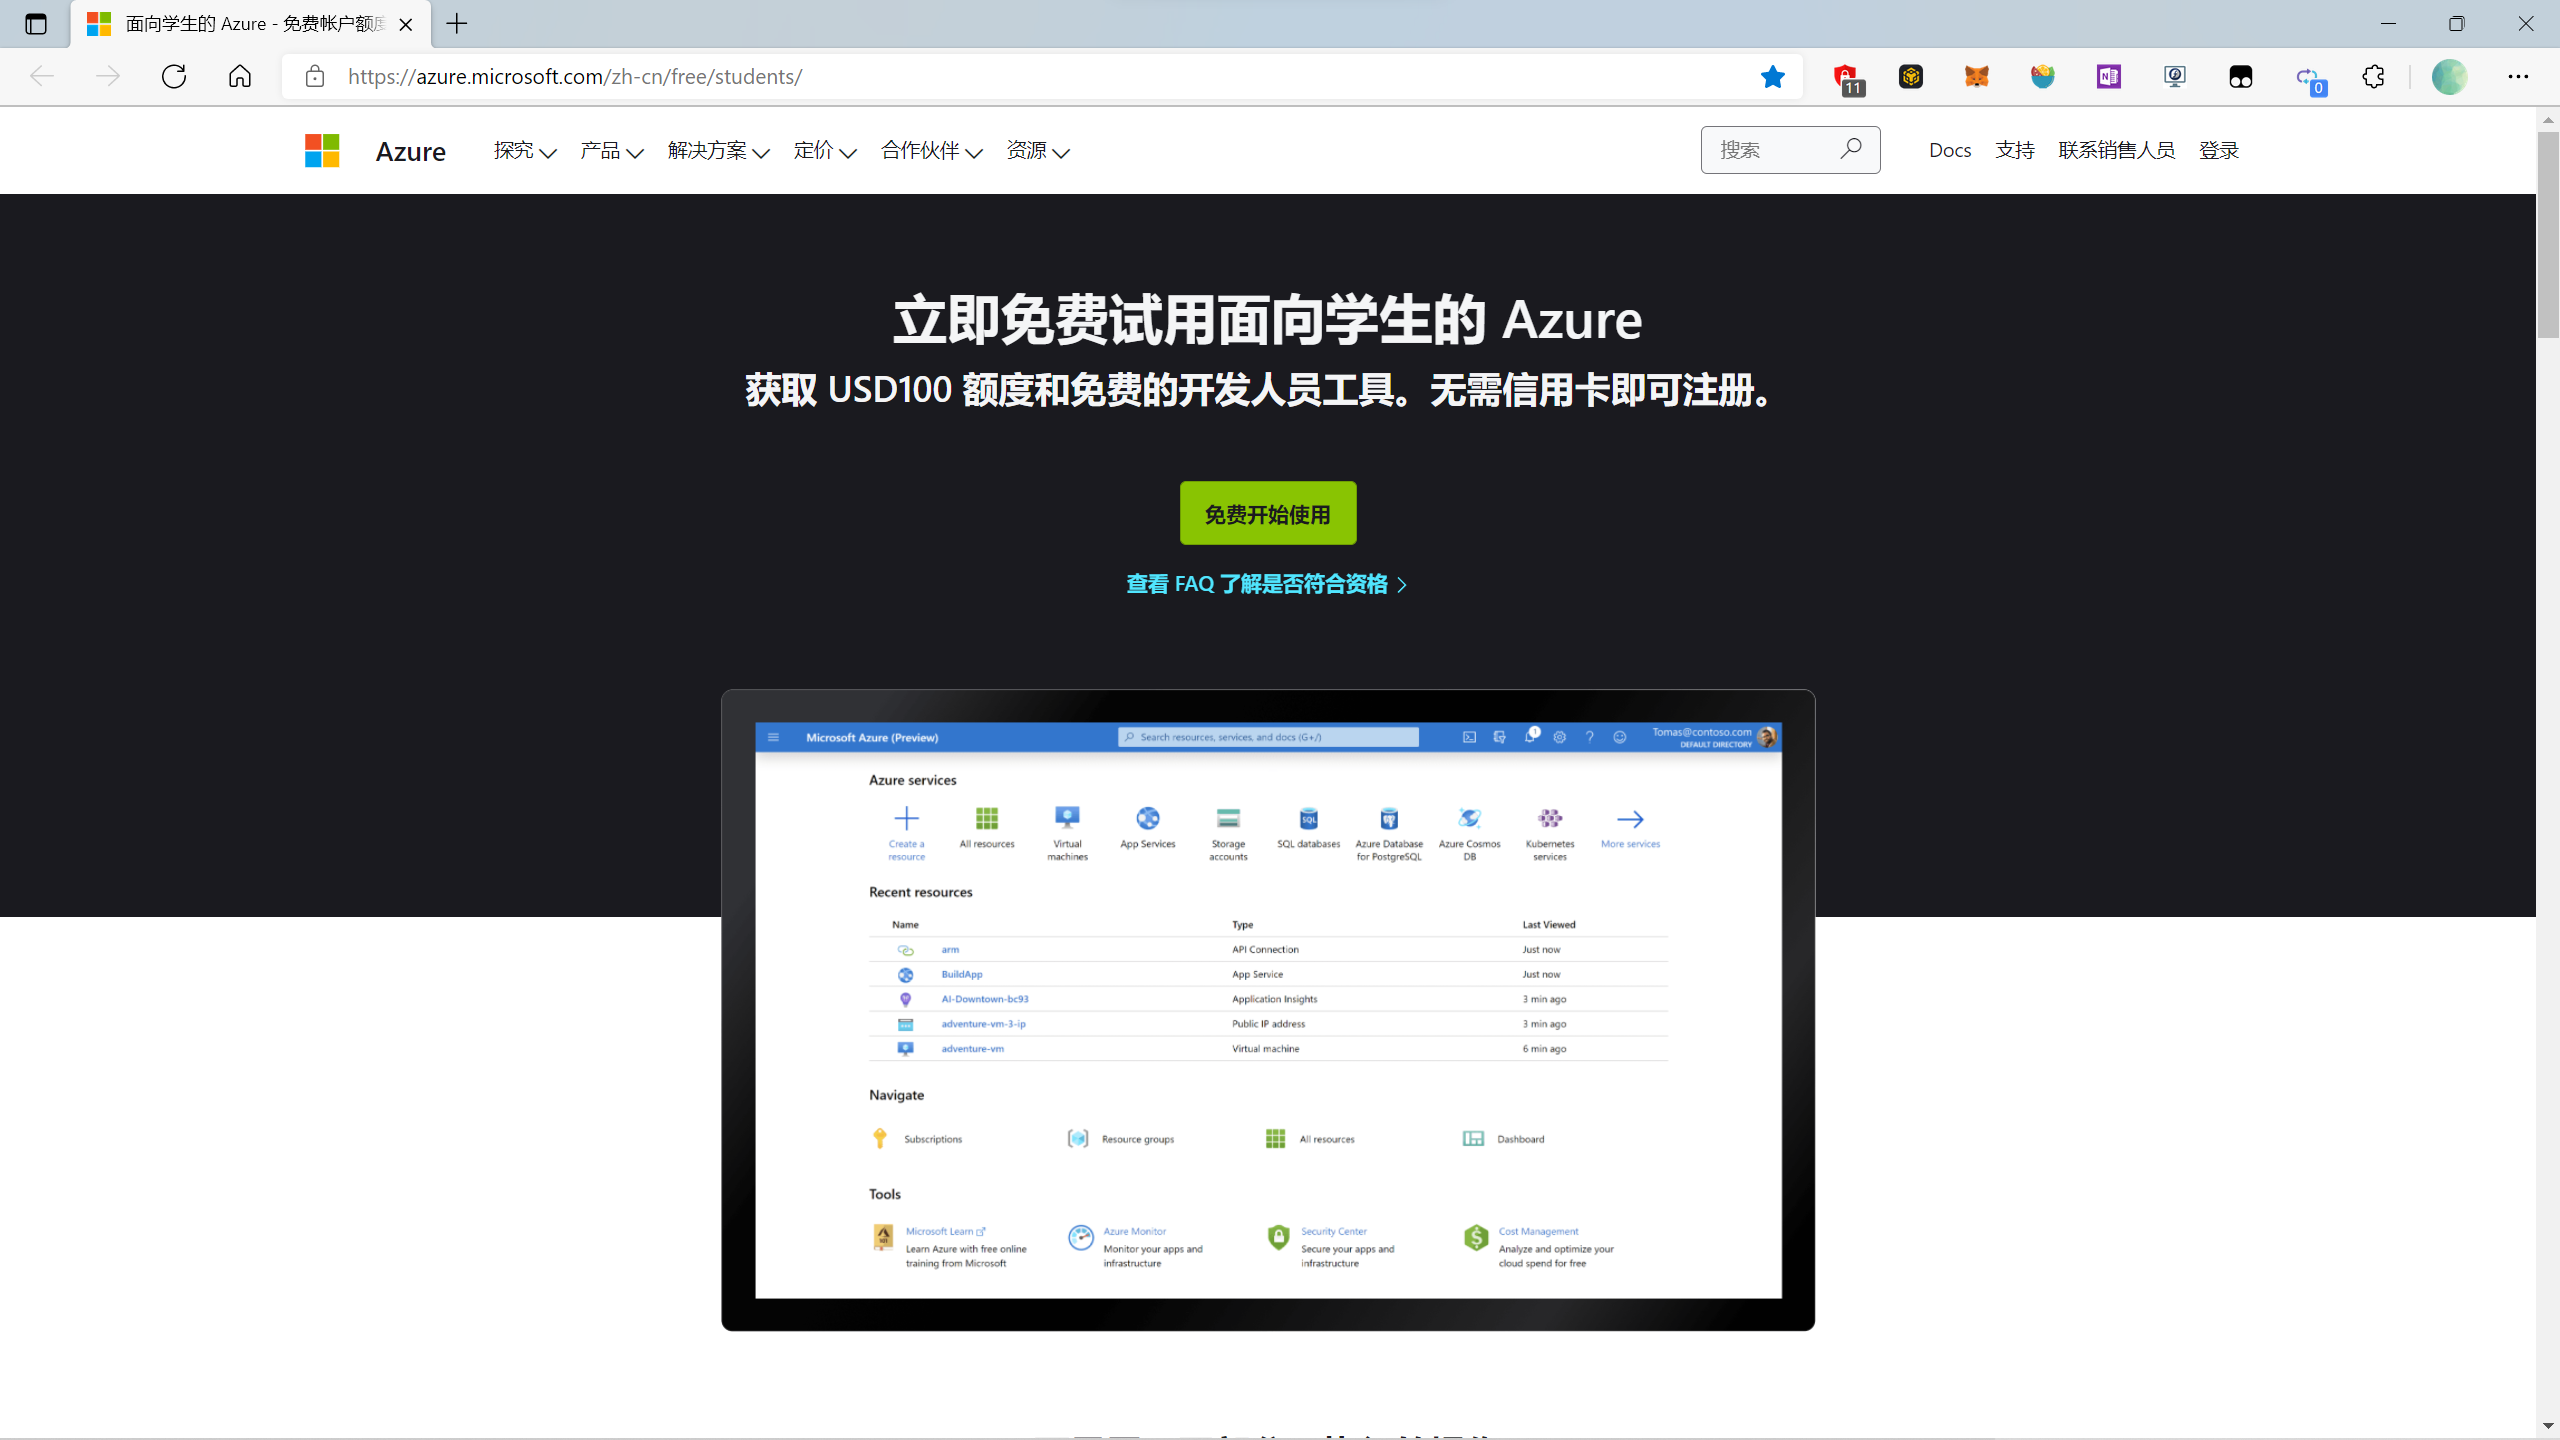 面向学生的 Azure - 免费帐户额度
https://azure.microsoft.com/zh-cn/free/students/
11
0
Azure 探究 产品 解决方案 定价 合作伙伴 资源 搜索 Docs 支持 联系销售人员 登录
立即免费试用面向学生的 Azure
获取 USD100 额度和免费的开发人员工具。无需信用卡即可注册。
免费开始使用
查看 FAQ 了解是否符合资格
Microsoft Azure (Preview) Search resources, services, and docs (G+/) 1 Tomas@contoso.com
DEFAULT DIRECTORY
Azure services
Create a resource
All resources
Virtual machines
App Services
Storage accounts
SQL databases
Azure Database for PostgreSQL
Azure Cosmos DB
Kubernetes services
More services
Recent resources
Name Type Last Viewed
arm API Connection Just now
BuildApp App Service Just now
AI-Downtown-bc93 Application Insights 3 min ago
adventure-vm-3-ip Public IP address 3 min ago
adventure-vm Virtual machine 6 min ago
Navigate
Subscriptions Resource groups All resources Dashboard
Tools
Microsoft Learn
Learn Azure with free online
training from Microsoft
Azure Monitor
Monitor your apps and
infrastructure
Security Center
Secure your apps and
infrastructure
Cost Management
Analyze and optimize your
cloud spend for free